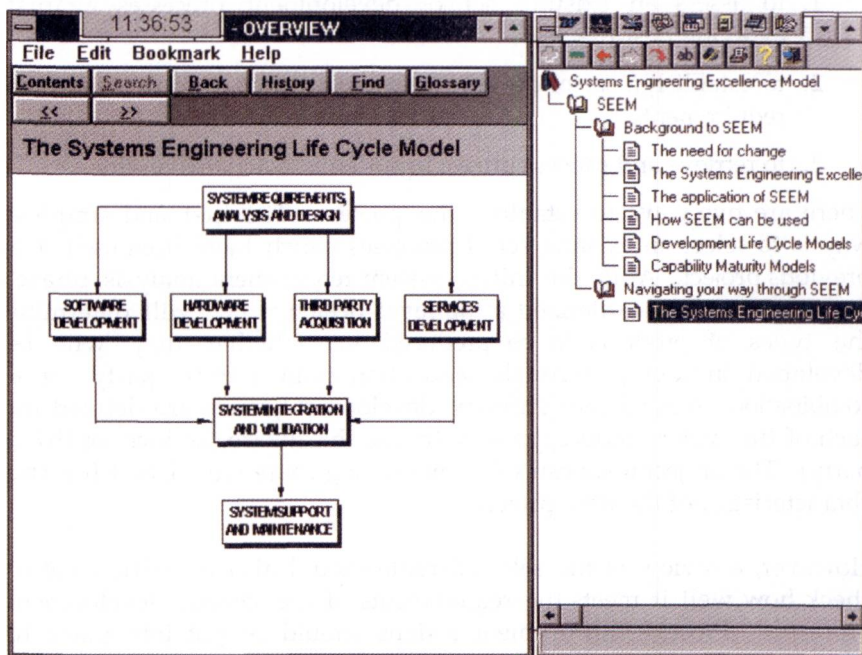 11:36:53
- OVERVIEW
File Edit Bookmark Help
Contents Search Back History Find Glossary
<< >>
The Systems Engineering Life Cycle Model
SYSTEM REQUIREMENTS,
ANALYSIS AND DESIGN
SOFTWARE
DEVELOPMENT
HARDWARE
DEVELOPMENT
THIRD PARTY
ACQUISITION
SERVICES
DEVELOPMENT
SYSTEM INTEGRATION
AND VALIDATION
SYSTEM SUPPORT
AND MAINTENANCE
Systems Engineering Excellence Model
SEEM
Background to SEEM
The need for change
The Systems Engineering Excelle
The application of SEEM
How SEEM can be used
Development Life Cycle Models
Capability Maturity Models
Navigating your way through SEEM
The Systems Engineering Life Cyc